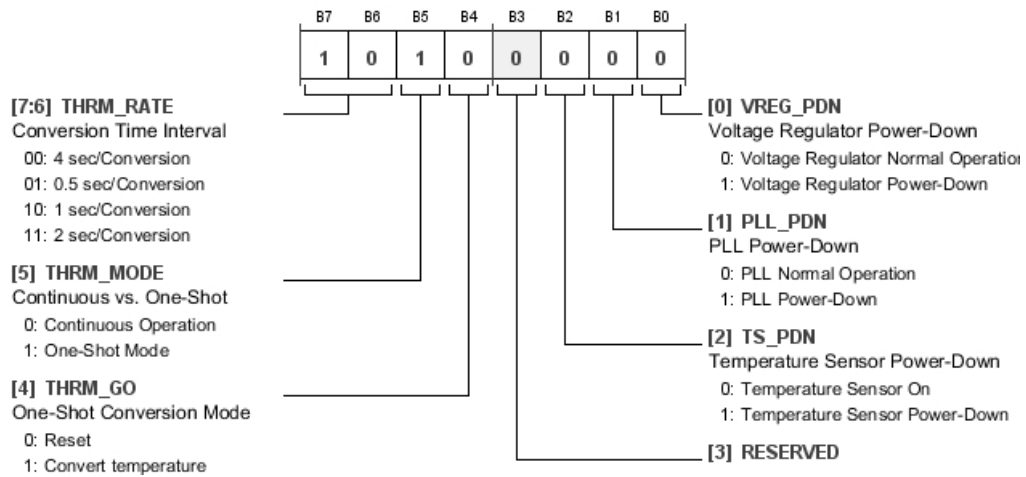 B7 B6 B5 B4 B3 B2 B1 B0
1 0 1 0 0 0 0 0
[7:6] THRM_RATE
Conversion Time Interval
00: 4 sec/Conversion
01: 0.5 sec/Conversion
10: 1 sec/Conversion
11: 2 sec/Conversion
[5] THRM_MODE
Continuous vs. One-Shot
0: Continuous Operation
1: One-Shot Mode
[4] THRM_GO
One-Shot Conversion Mode
0: Reset
1: Convert temperature
[0] VREG_PDN
Voltage Regulator Power-Down
0: Voltage Regulator Normal Operation
1: Voltage Regulator Power-Down
[1] PLL_PDN
PLL Power-Down
0: PLL Normal Operation
1: PLL Power-Down
[2] TS_PDN
Temperature Sensor Power-Down
0: Temperature Sensor On
1: Temperature Sensor Power-Down
[3] RESERVED